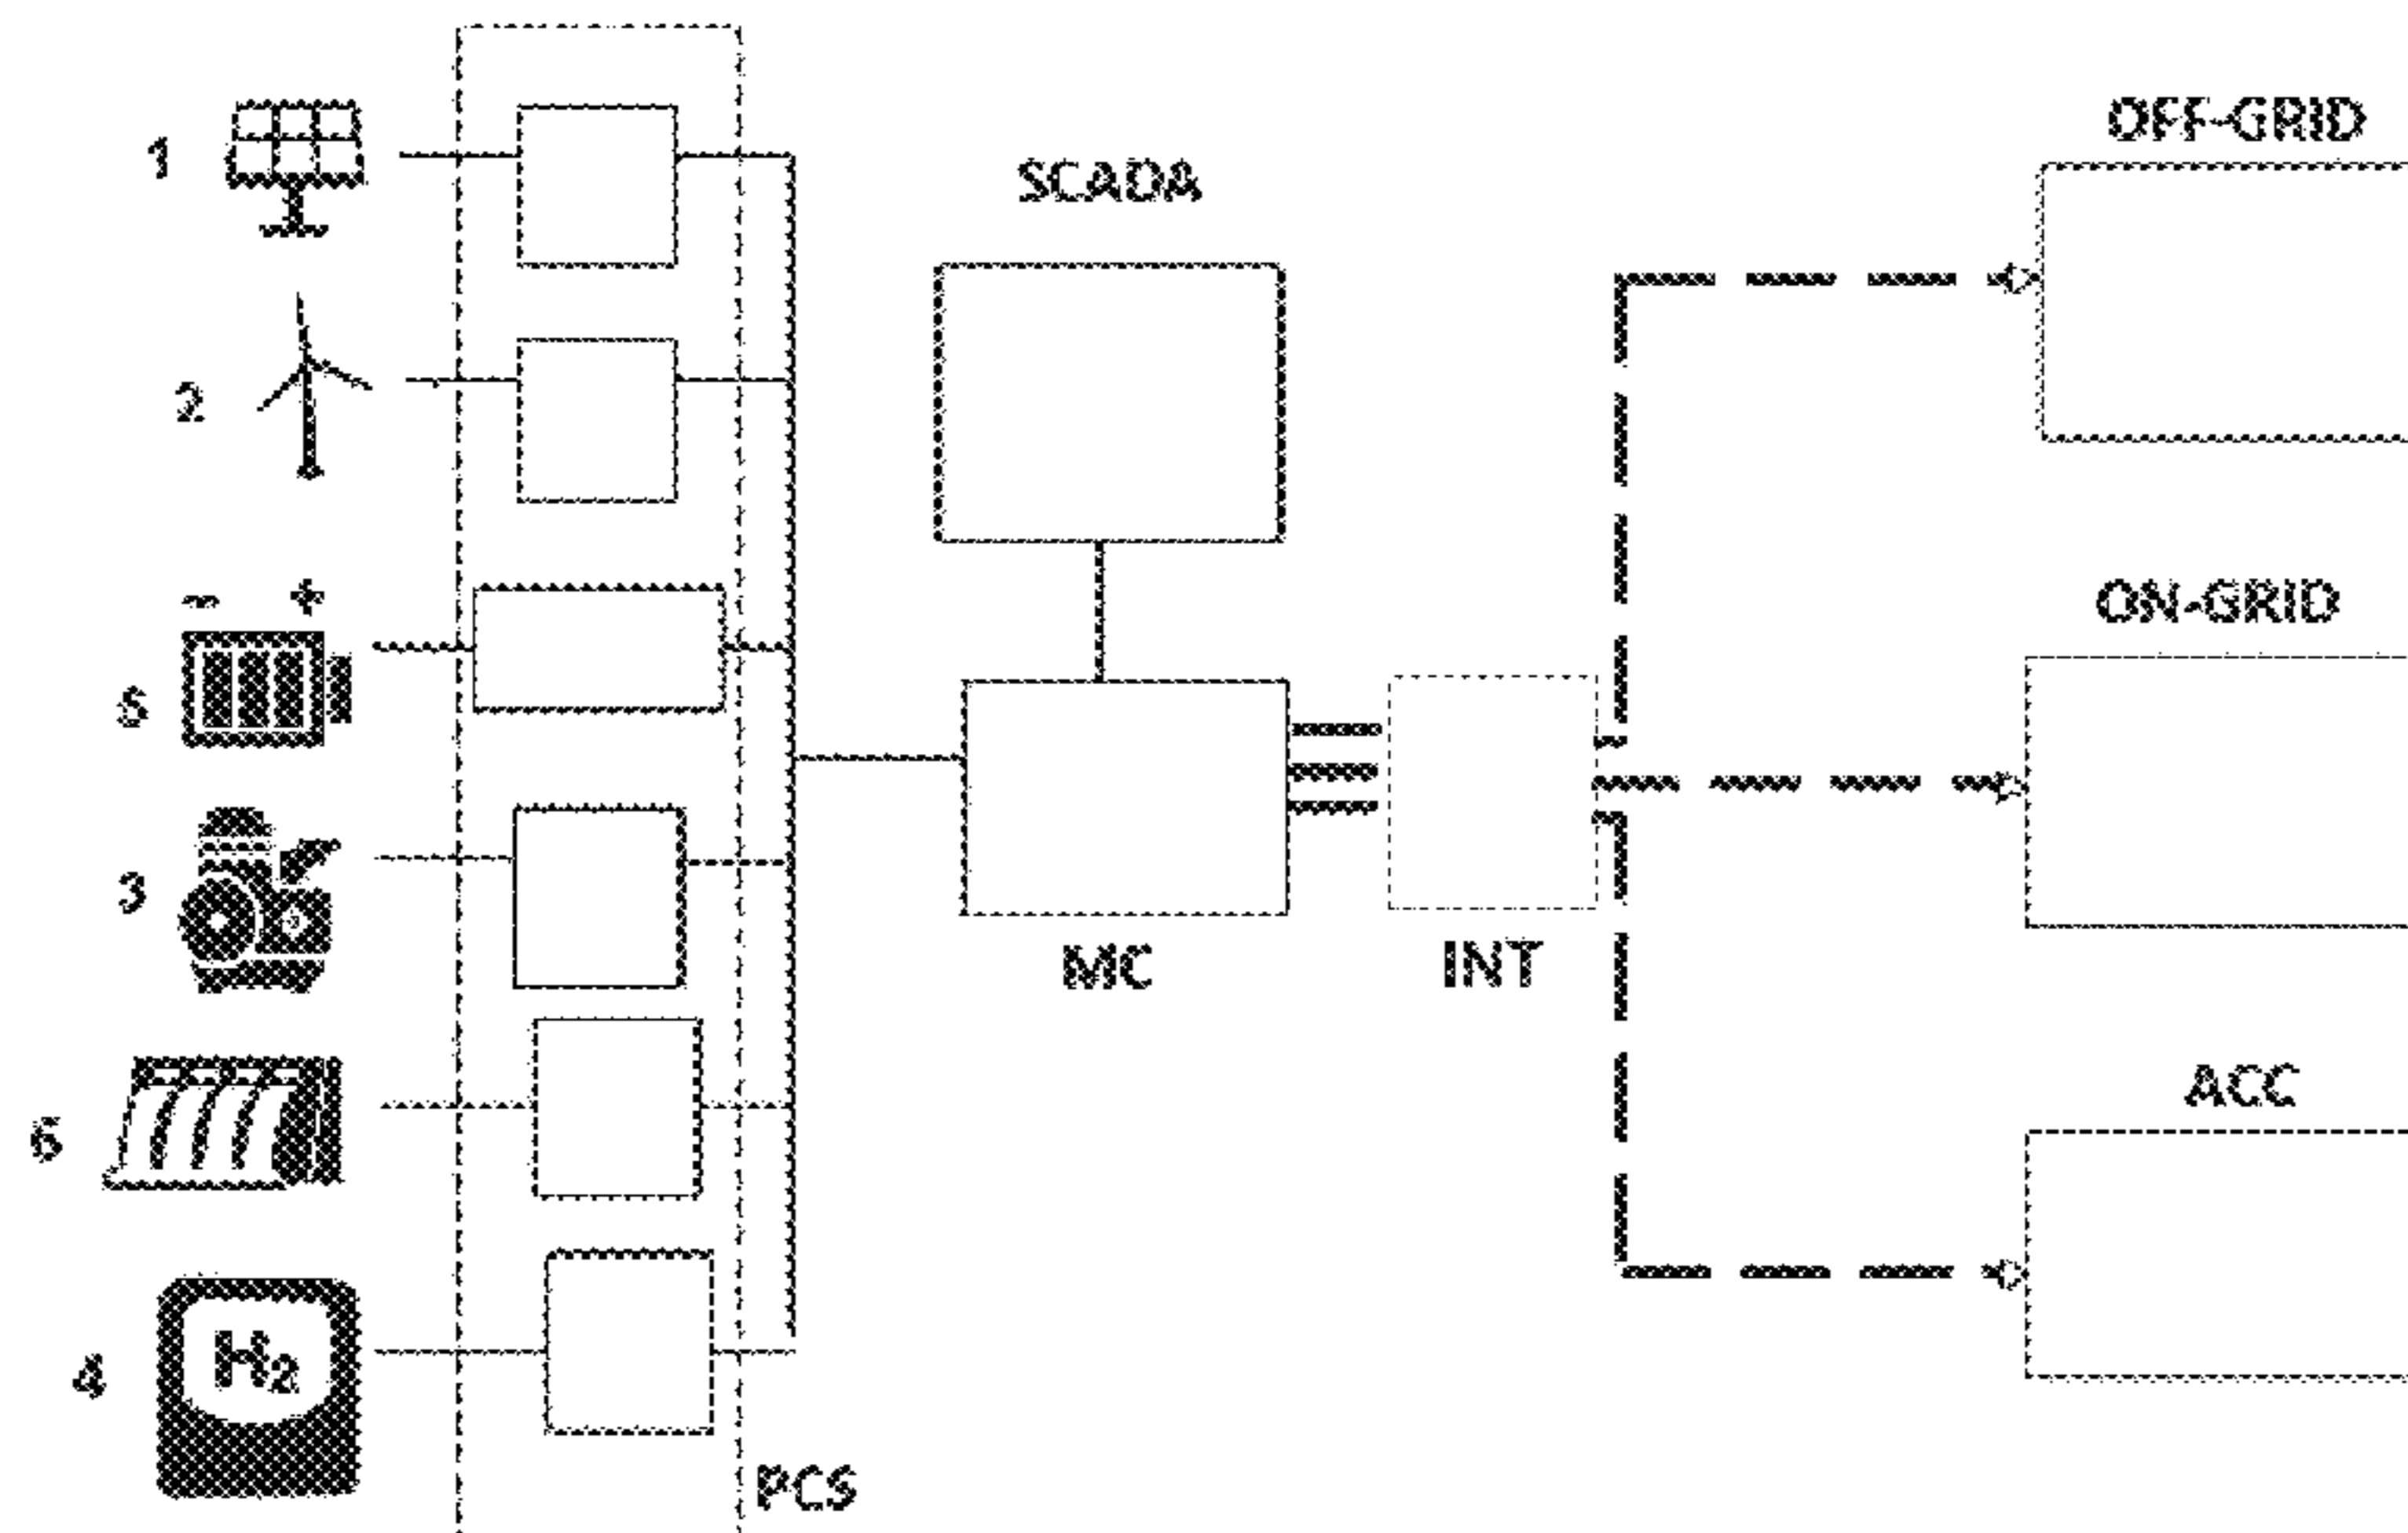 1
OFF-GRID
SCADA
2
- +
ON-GRID
5
3
MC
INT
ACC
6
H₂
4
PCS